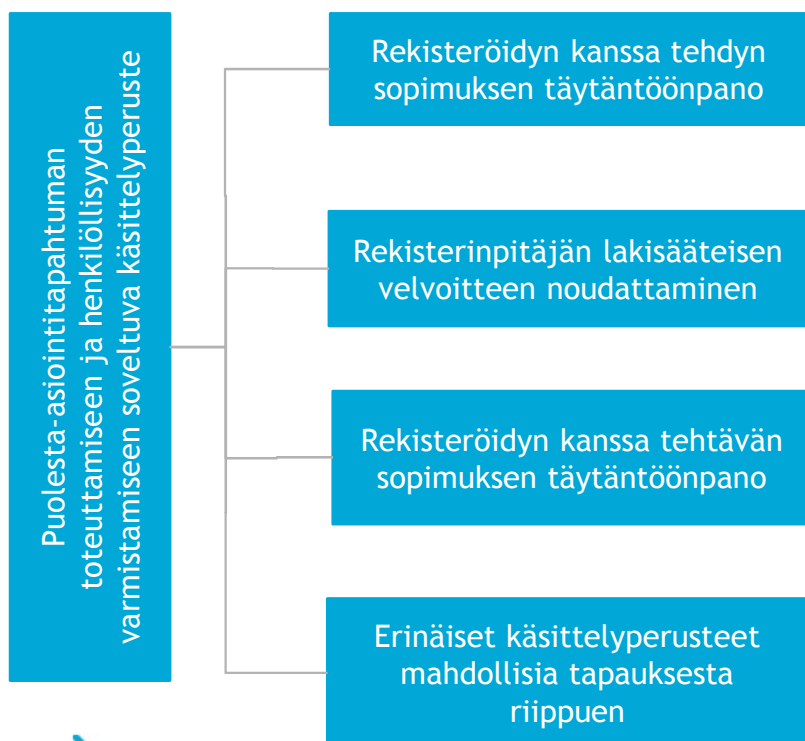 Puolesta-asiointitapahtuman
toteuttamiseen ja henkilöllisyyden
varmistamiseen soveltuva käsittelyperuste
Rekisteröidyn kanssa tehdyn
sopimuksen täytäntöönpano
Rekisterinpitäjän lakisääteisen
velvoitteen noudattaminen
Rekisteröidyn kanssa tehtävän
sopimuksen täytäntöönpano
Erinäiset käsittelyperusteet
mahdollisia tapauksesta
riippuen